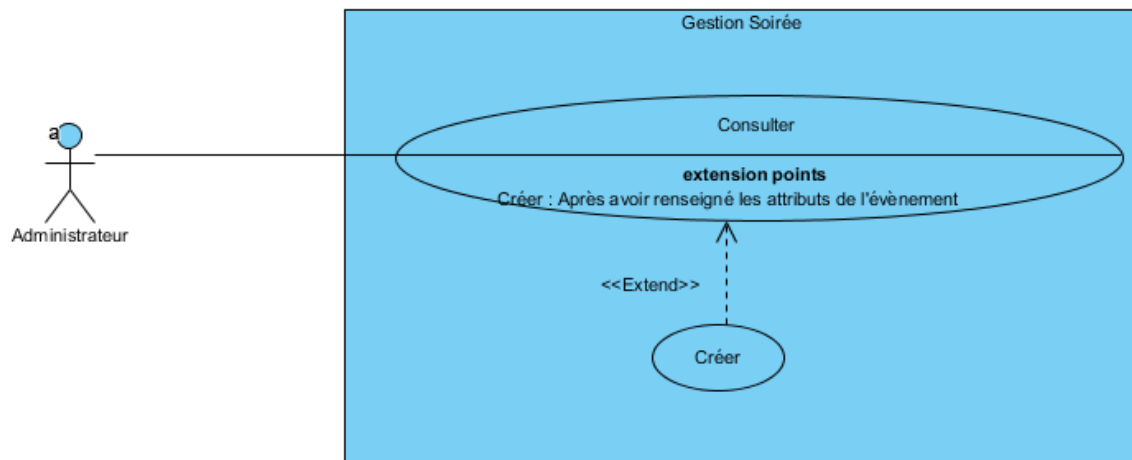 Gestion Soirée
Consulter
a
extension points
Créer : Après avoir renseigné les attributs de l'évènement
Administrateur
<<Extend>>
Créer